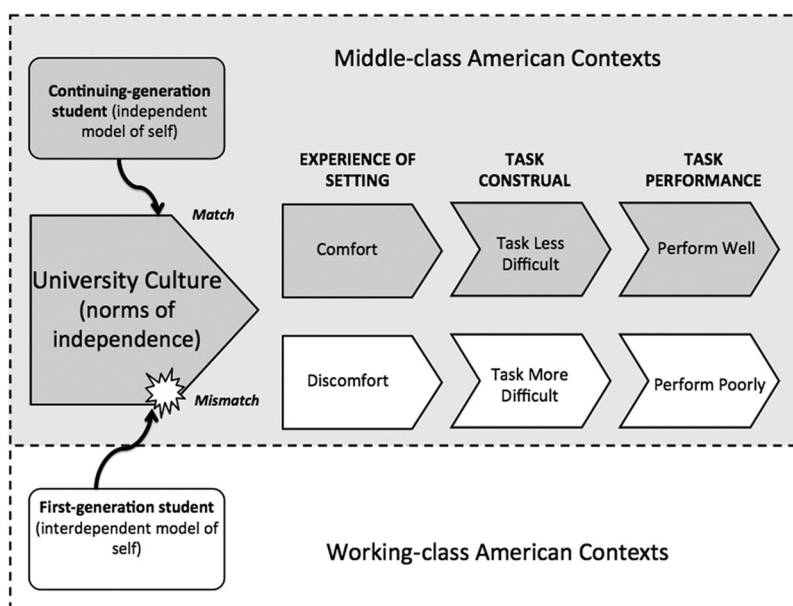 Middle-class American Contexts
Continuing-generation
student (independent
model of self)
EXPERIENCE OF
SETTING
TASK
CONSTRUAL
TASK
PERFORMANCE
Match
University Culture
(norms of
independence)
Comfort
Task Less
Difficult
Perform Well
Mismatch
Discomfort
Task More
Difficult
Perform Poorly
First-generation student
(interdependent model of
self)
Working-class American Contexts